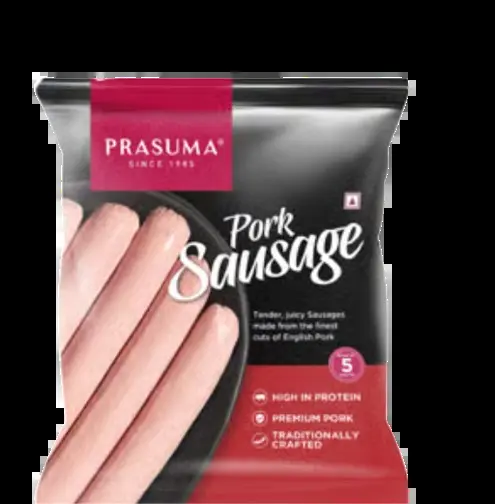 PRASUMA®
SINCE 1985
Pork
Sausage
Tender, juicy Sausages
made from the finest
cuts of English Pork
5
HIGH IN PROTEIN
PREMIUM PORK
TRADITIONALLY
CRAFTED